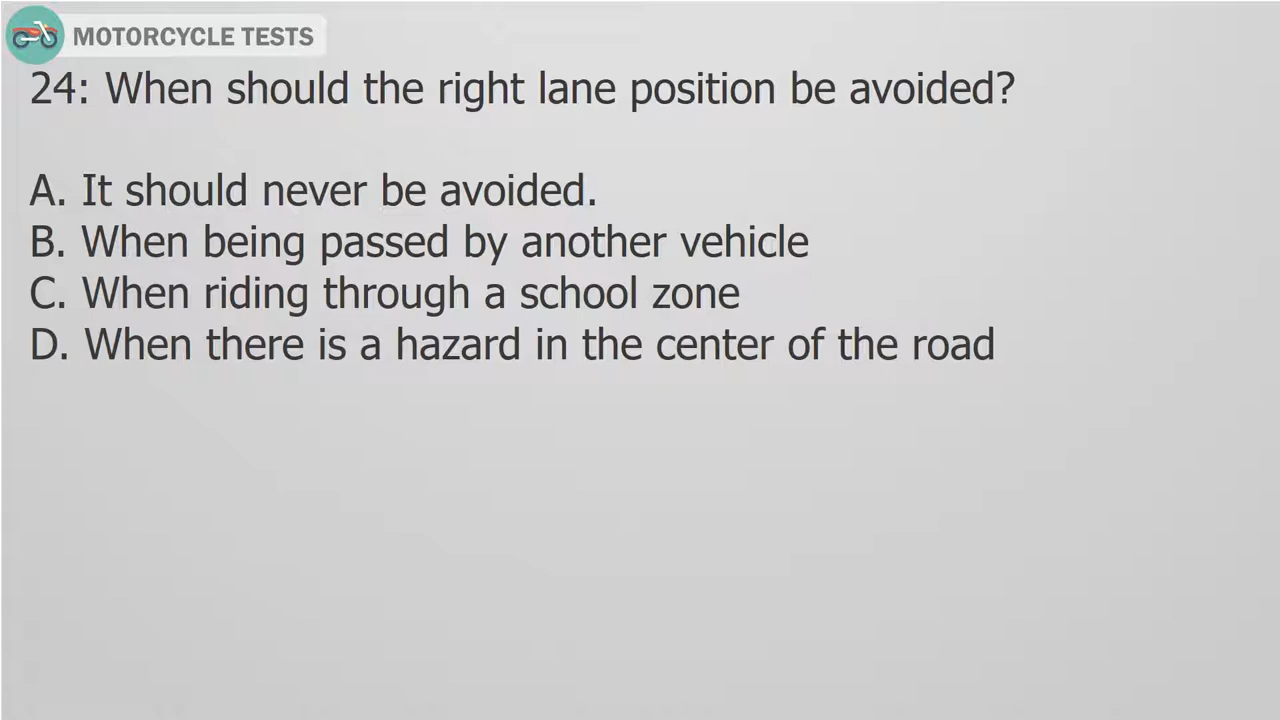 MOTORCYCLE TESTS
24: When should the right lane position be avoided?
A. It should never be avoided.
B. When being passed by another vehicle
C. When riding through a school zone
D. When there is a hazard in the center of the road